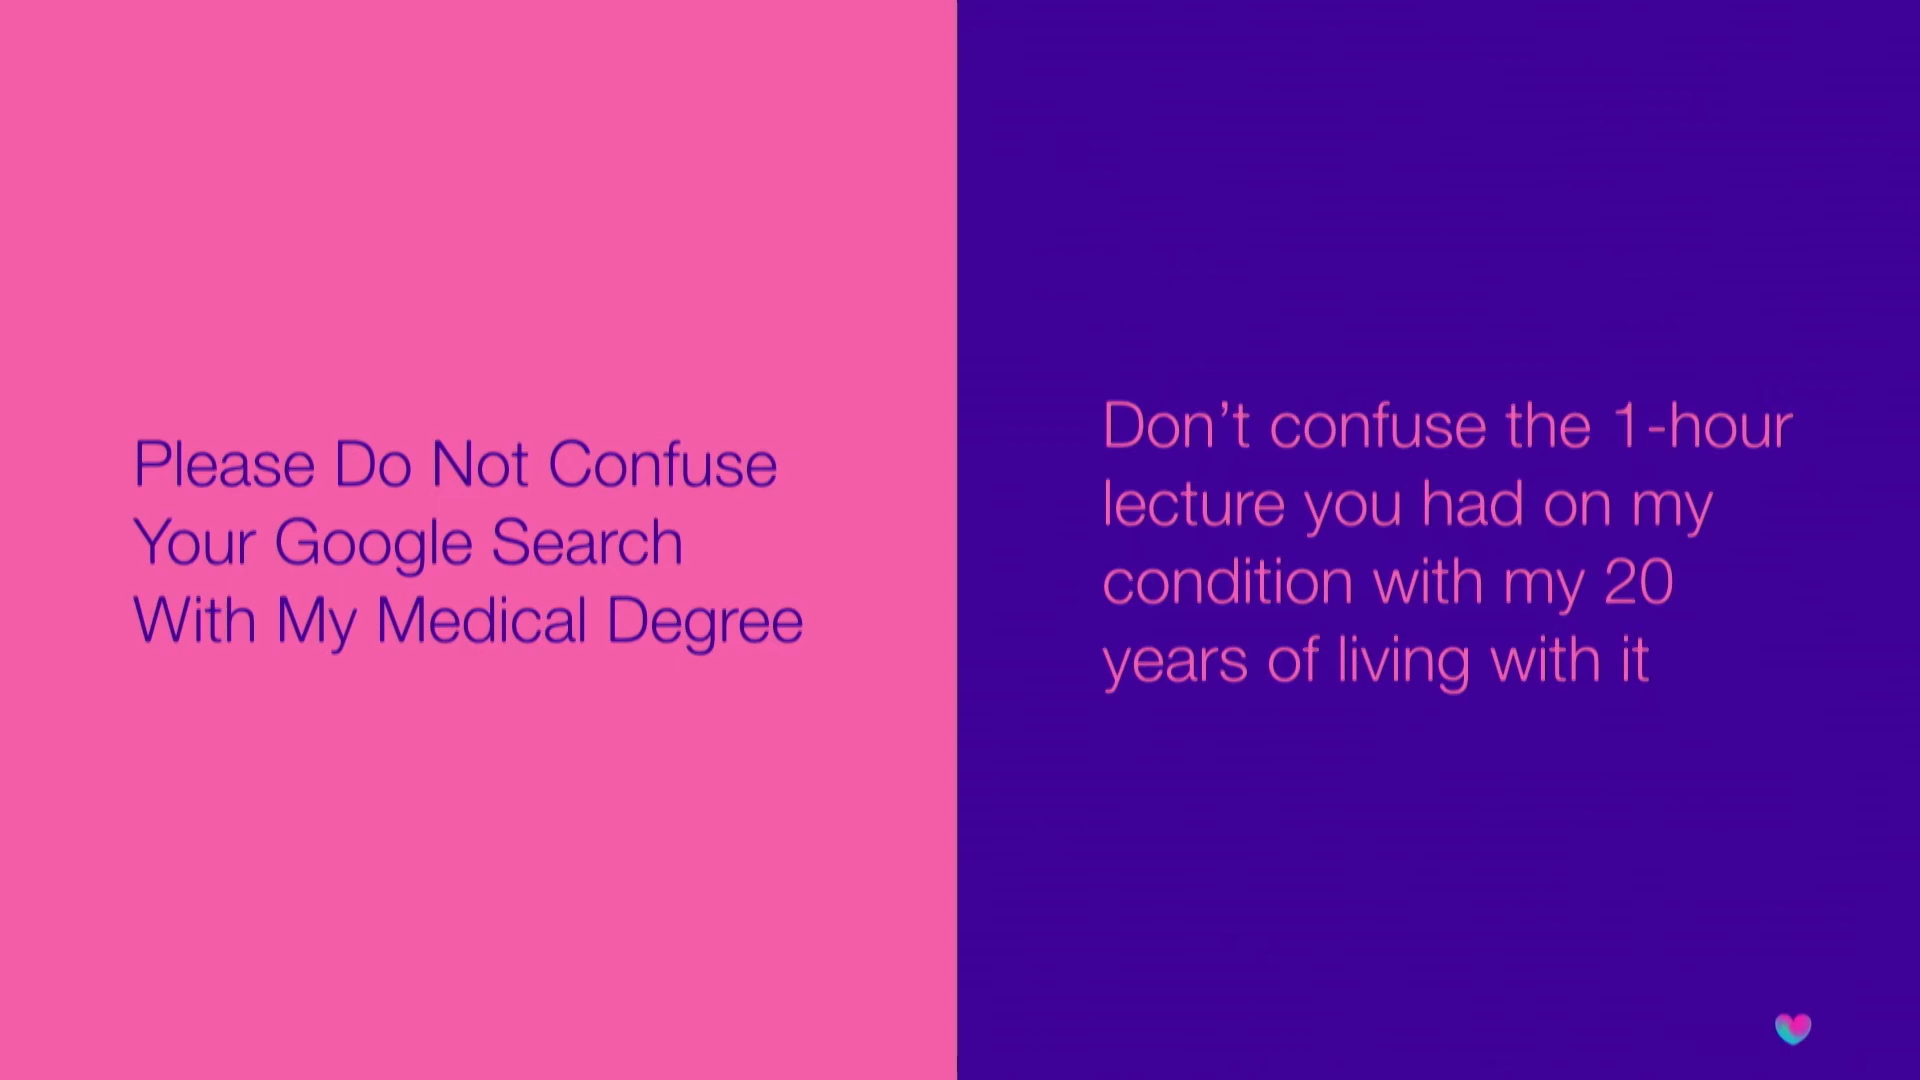 Please Do Not Confuse
Your Google Search
With My Medical Degree
Don’t confuse the 1-hour
lecture you had on my
condition with my 20
years of living with it